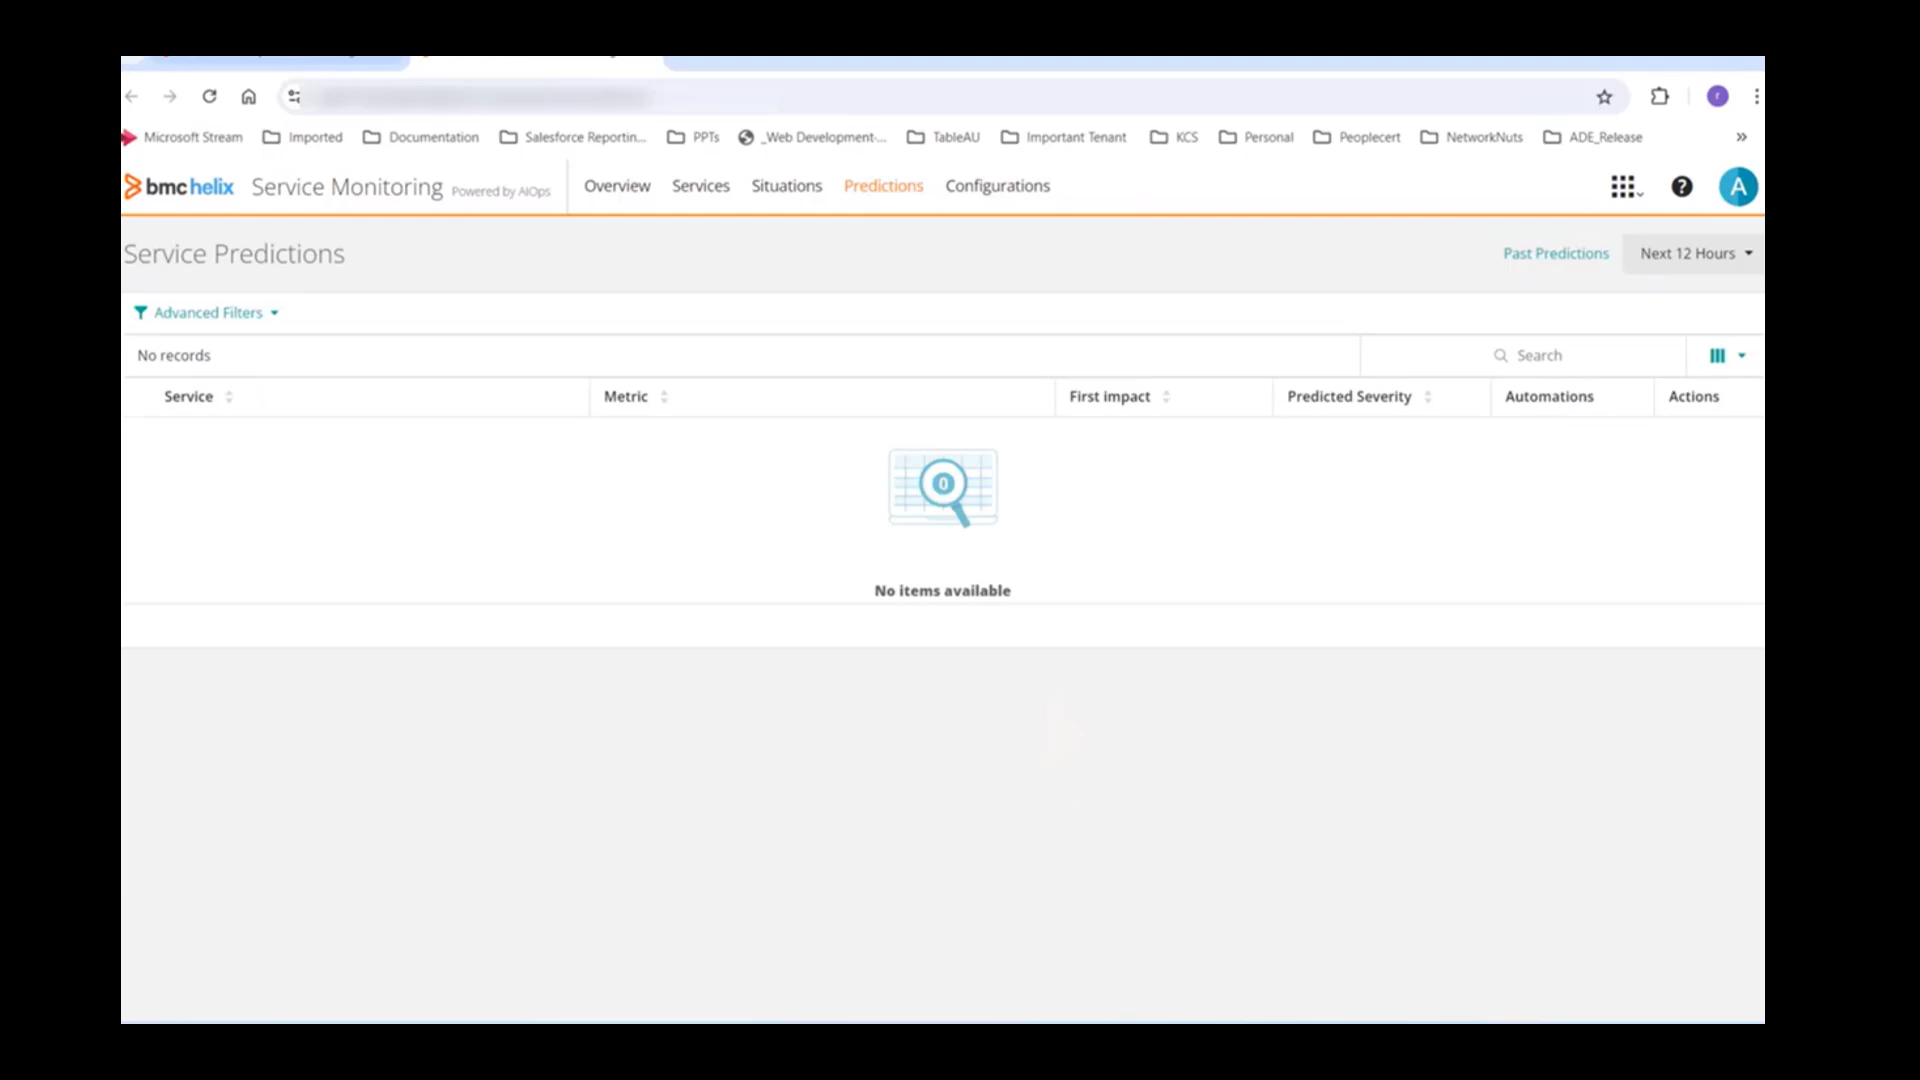 Microsoft Stream Imported Documentation Salesforce Reportin... PPTs _Web Development-... TableAU Important Tenant KCS Personal Peoplecert NetworkNuts ADE_Release »
bmc helix Service Monitoring Powered by AIOps Overview Services Situations Predictions Configurations ? A
Service Predictions Past Predictions Next 12 Hours
Advanced Filters
No records Search
Service Metric First impact Predicted Severity Automations Actions
0
No items available